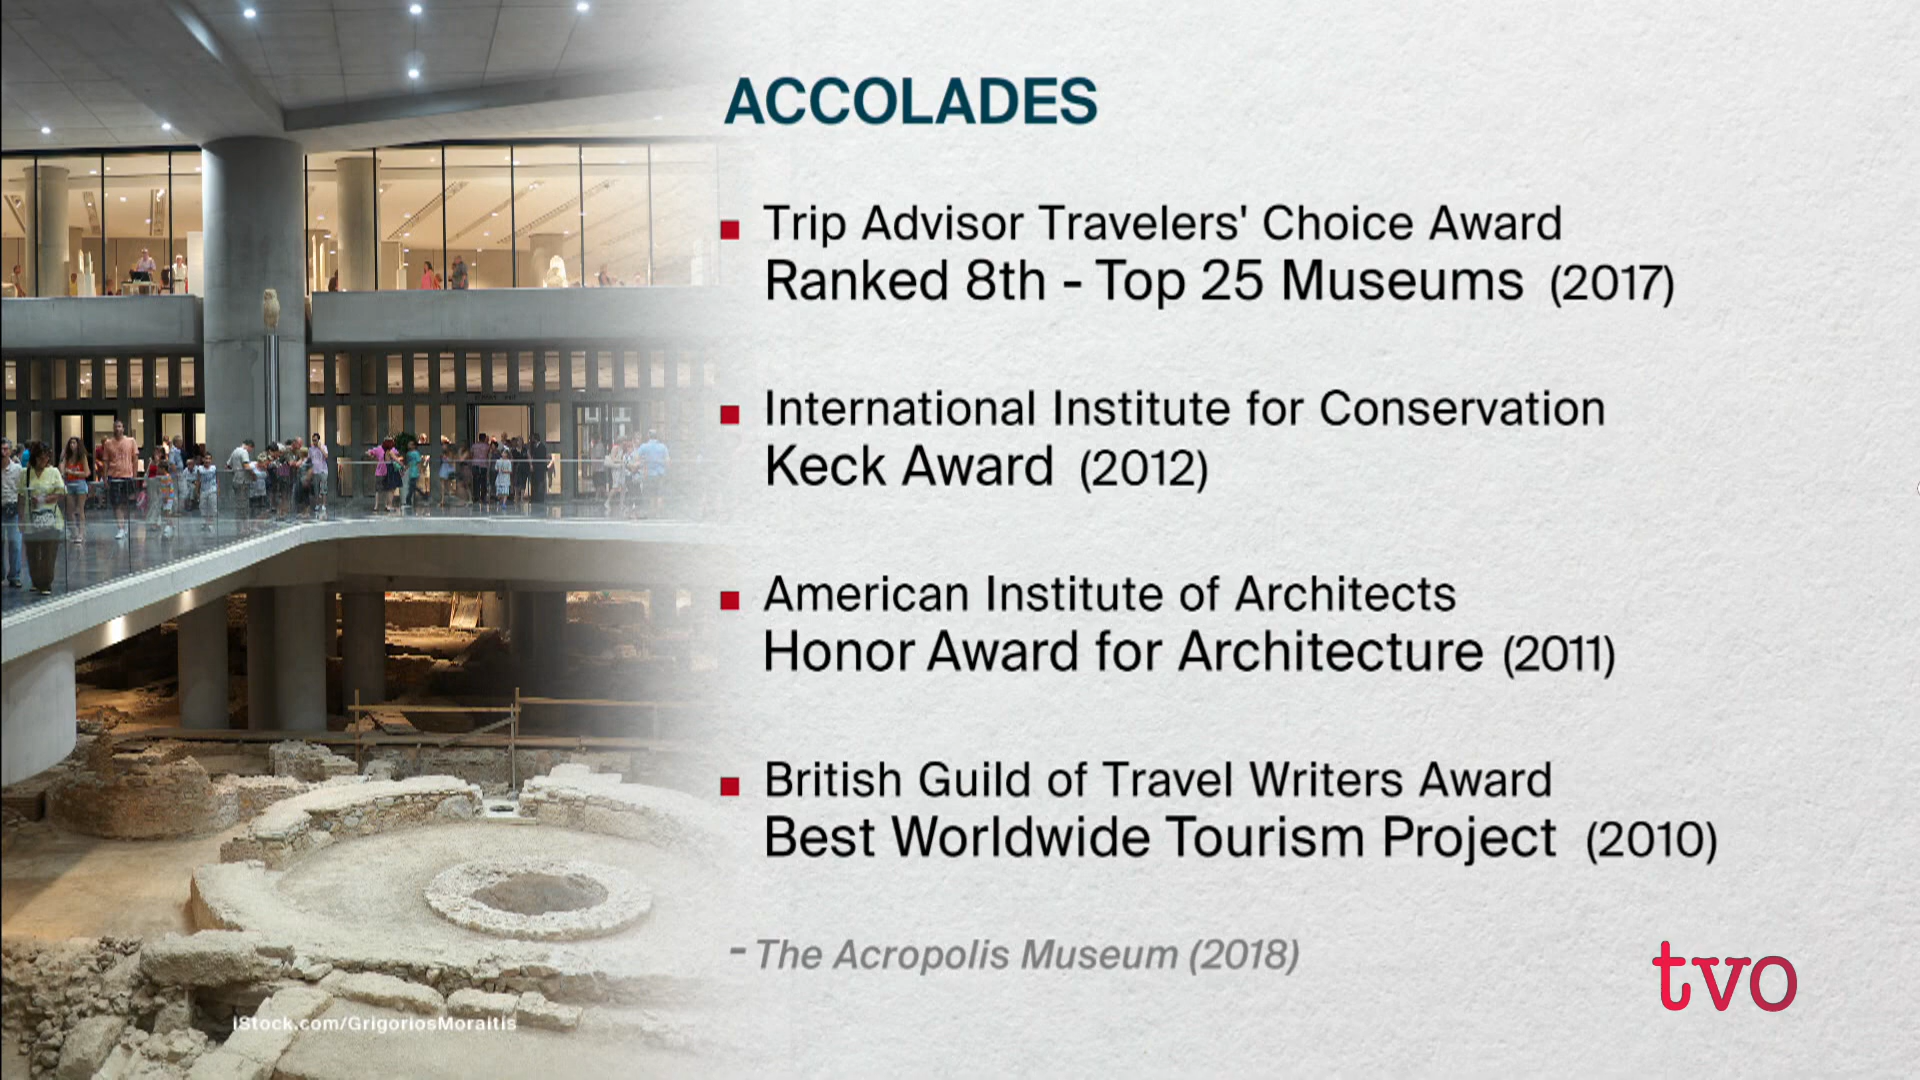 ACCOLADES
Trip Advisor Travelers' Choice Award
Ranked 8th - Top 25 Museums (2017)
International Institute for Conservation
Keck Award (2012)
American Institute of Architects
Honor Award for Architecture (2011)
British Guild of Travel Writers Award
Best Worldwide Tourism Project (2010)
- The Acropolis Museum (2018)
tvo
iStock.com/GrigoriosMoraitis